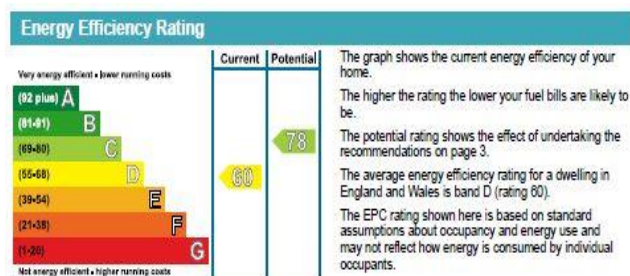 Energy Efficiency Rating
Current Potential
Very energy efficient • lower running costs
(92 plus) A
(81-91) B
(69-80) C
(55-68) D
(39-54) E
(21-38) F
(1-20) G
Not energy efficient • higher running costs
60
78
The graph shows the current energy efficiency of your
home.
The higher the rating the lower your fuel bills are likely to
be.
The potential rating shows the effect of undertaking the
recommendations on page 3.
The average energy efficiency rating for a dwelling in
England and Wales is band D (rating 60).
The EPC rating shown here is based on standard
assumptions about occupancy and energy use and
may not reflect how energy is consumed by individual
occupants.